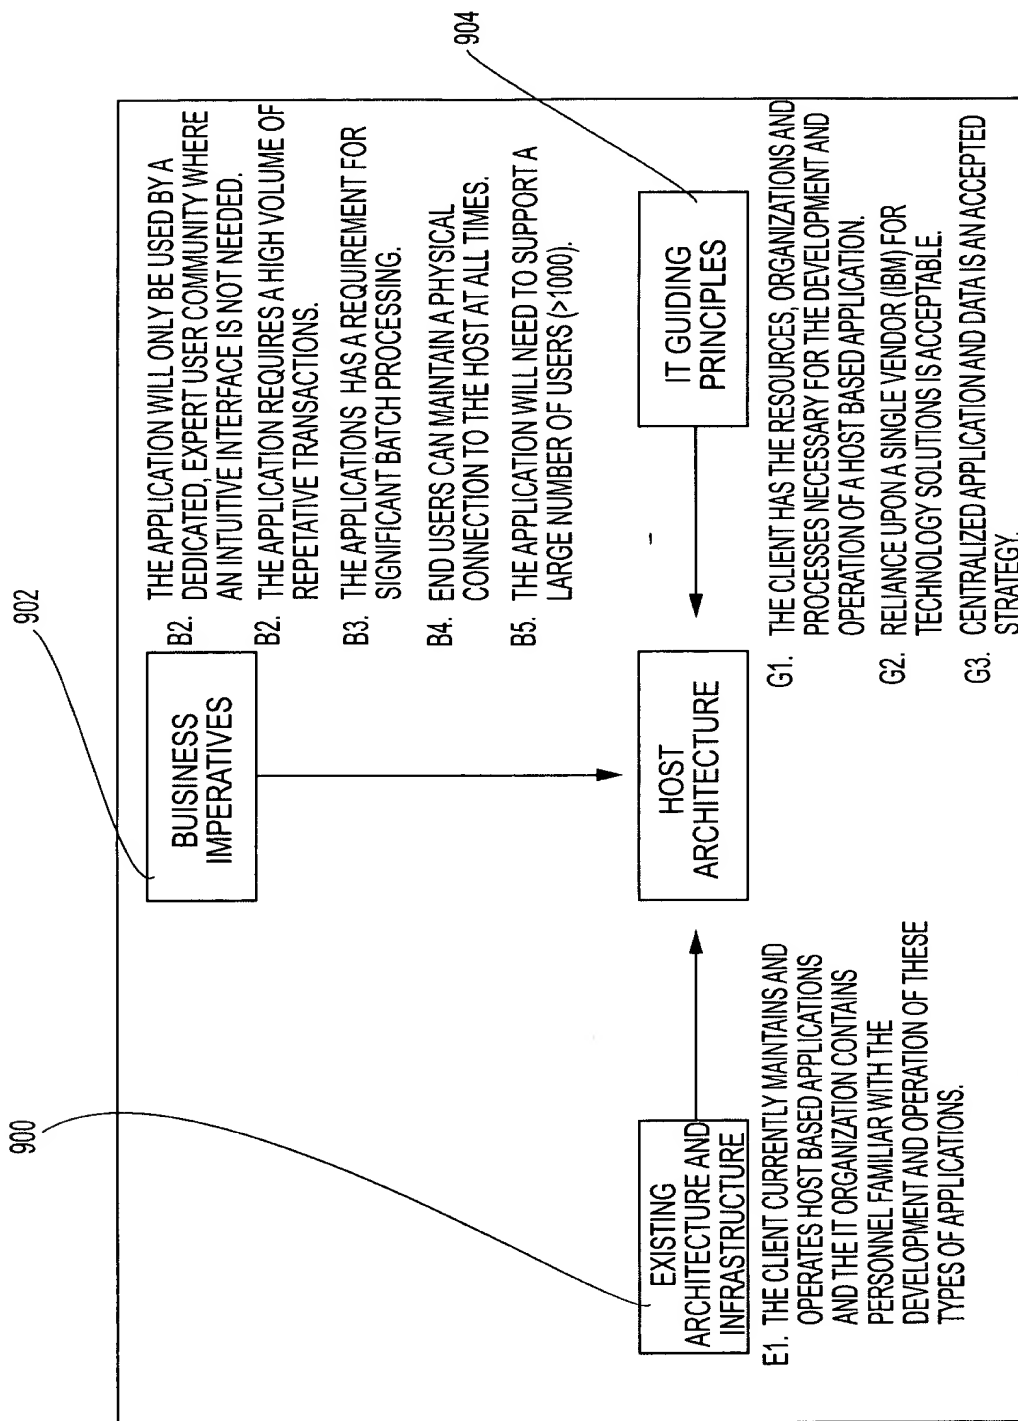 902
BUISINESS
IMPERATIVES
THE APPLICATION WILL ONLY BE USED BY A
B2. DEDICATED, EXPERT USER COMMUNITY WHERE
AN INTUITIVE INTERFACE IS NOT NEEDED.
B2. THE APPLICATION REQUIRES A HIGH VOLUME OF
REPETATIVE TRANSACTIONS.
B3. THE APPLICATIONS HAS A REQUIREMENT FOR
SIGNIFICANT BATCH PROCESSING.
B4. END USERS CAN MAINTAIN A PHYSICAL
CONNECTION TO THE HOST AT ALL TIMES.
B5. THE APPLICATION WILL NEED TO SUPPORT A
LARGE NUMBER OF USERS (>1000).
900
EXISTING
ARCHITECTURE AND
INFRASTRUCTURE
HOST
ARCHITECTURE
904
IT GUIDING
PRINCIPLES
E1. THE CLIENT CURRENTLY MAINTAINS AND
OPERATES HOST BASED APPLICATIONS
AND THE IT ORGANIZATION CONTAINS
PERSONNEL FAMILIAR WITH THE
DEVELOPMENT AND OPERATION OF THESE
TYPES OF APPLICATIONS.
G1. THE CLIENT HAS THE RESOURCES, ORGANIZATIONS AND
PROCESSES NECESSARY FOR THE DEVELOPMENT AND
OPERATION OF A HOST BASED APPLICATION.
G2. RELIANCE UPON A SINGLE VENDOR (IBM) FOR
TECHNOLOGY SOLUTIONS IS ACCEPTABLE.
G3. CENTRALIZED APPLICATION AND DATA IS AN ACCEPTED
STRATEGY.